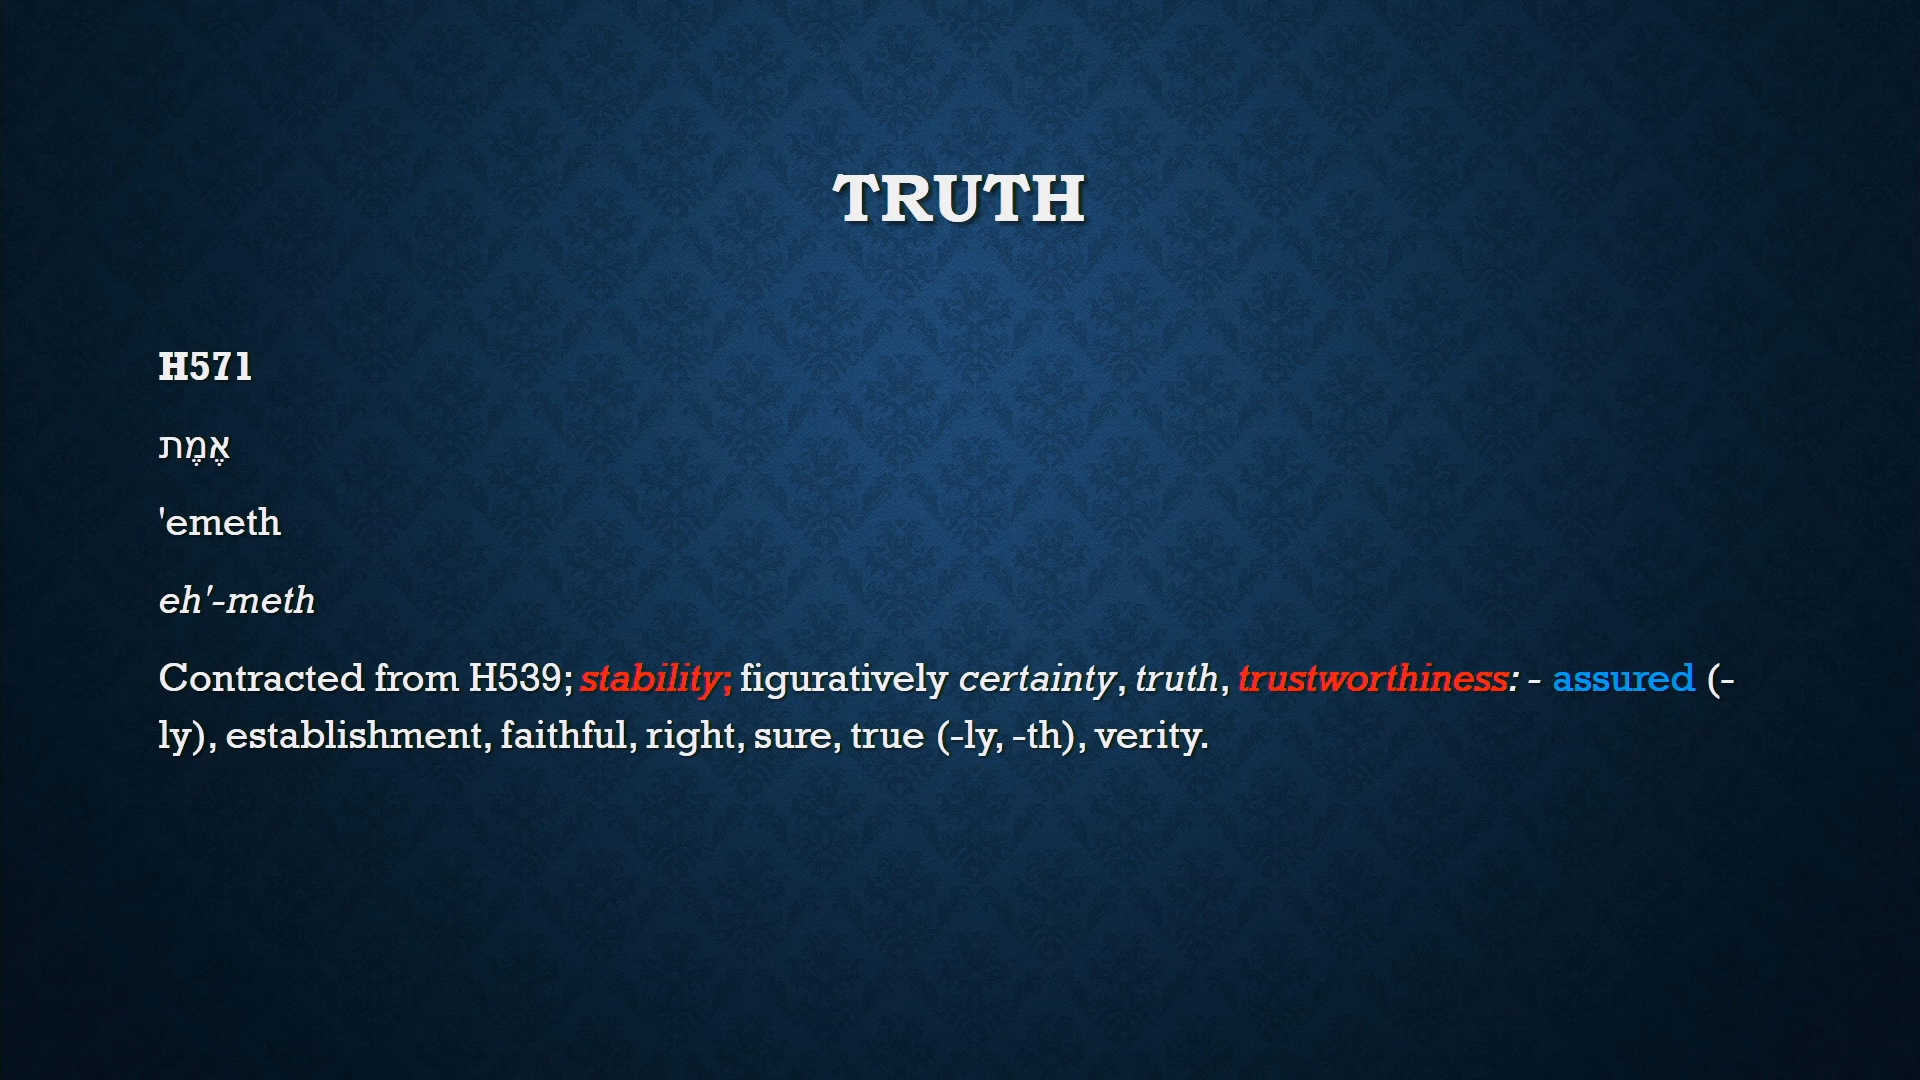 TRUTH
H571
אֶמֶת
'emeth
eh'-meth
Contracted from H539; stability; figuratively certainty, truth, trustworthiness: - assured (-
ly), establishment, faithful, right, sure, true (-ly, -th), verity.